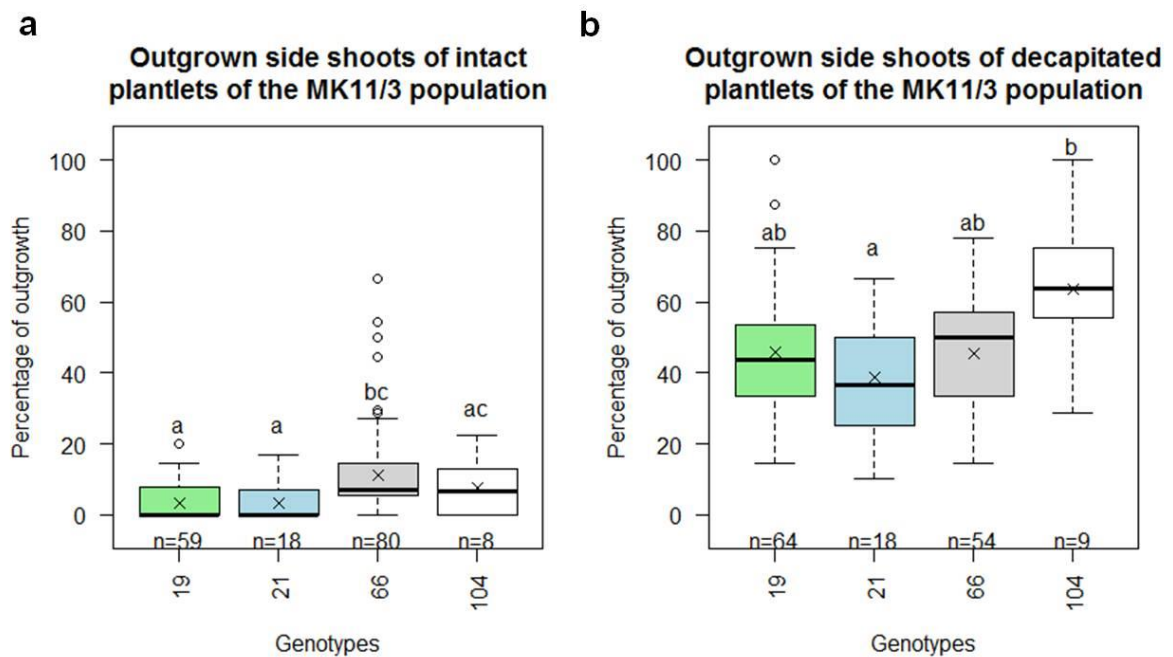 a
Outgrown side shoots of intact
plantlets of the MK11/3 population
Percentage of outgrowth
100
80
60
40
20
0
a
a
bc
ac
n=59
n=18
n=80
n=8
19
21
66
104
Genotypes
b
Outgrown side shoots of decapitated
plantlets of the MK11/3 population
Percentage of outgrowth
100
80
60
40
20
0
ab
a
ab
b
n=64
n=18
n=54
n=9
19
21
66
104
Genotypes